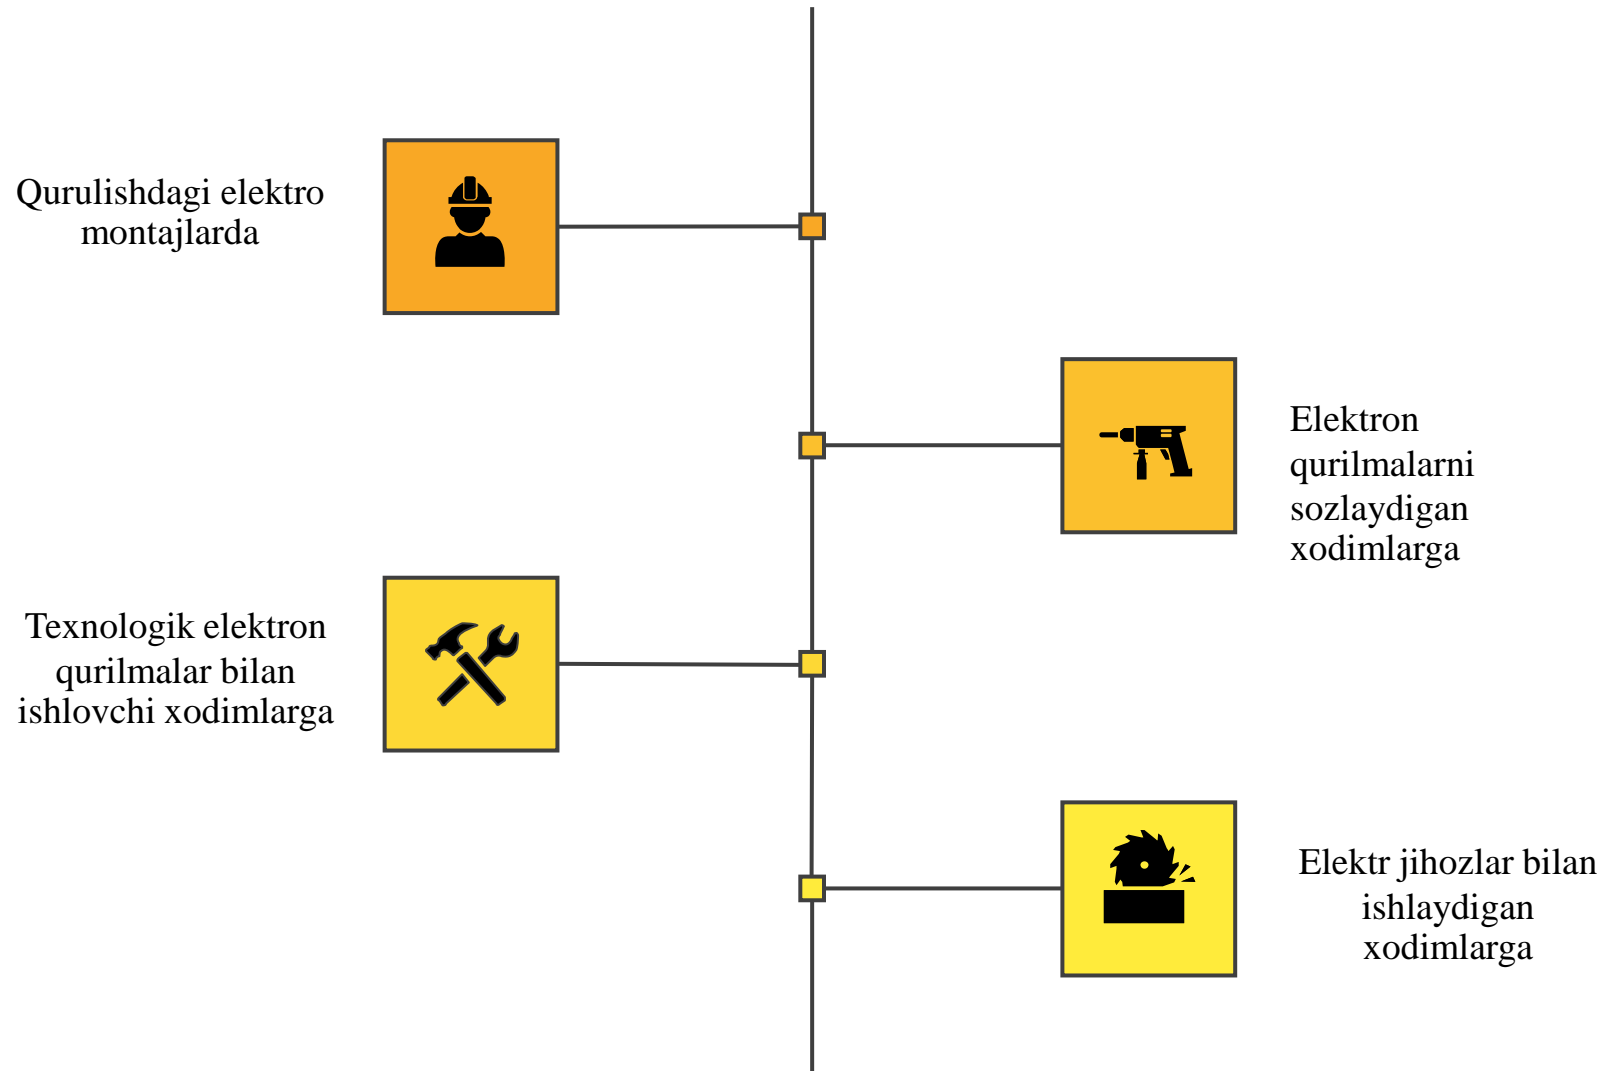 Qurulishdagi elektro
montajlarda
Elektron
qurilmalarni
sozlaydigan
xodimlarga
Texnologik elektron
qurilmalar bilan
ishlovchi xodimlarga
Elektr jihozlar bilan
ishlaydigan
xodimlarga